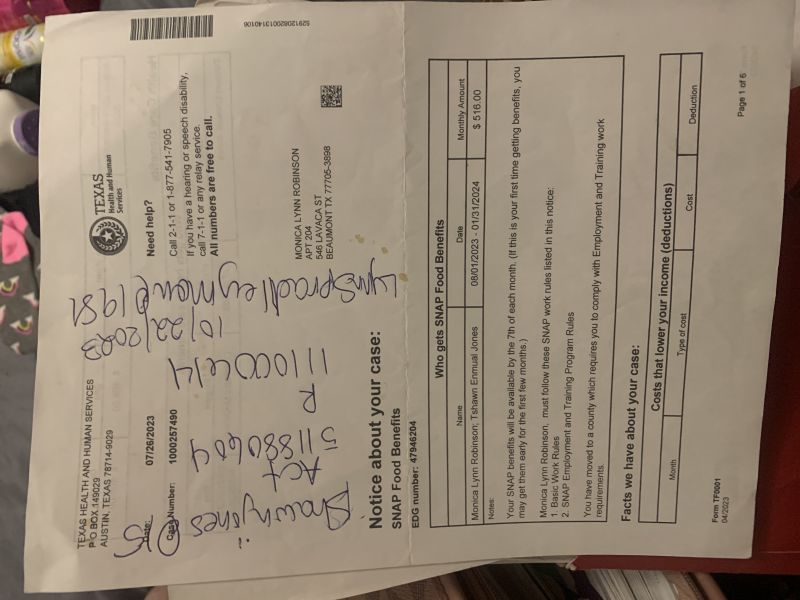 TEXAS HEALTH AND HUMAN SERVICES
P O BOX 149029
AUSTIN, TEXAS 78714-9029
5291208200131 40106
TEXAS
Health and Human
Services
Date: 07/26/2023
Case Number: 1000257490
Need help?
Call 2-1-1 or 1-877-541-7905
If you have a hearing or speech disability,
call 7-1-1 or any relay service.
All numbers are free to call.
MONICA LYNN ROBINSON
APT 204
546 LAVACA ST
BEAUMONT TX 77705-3898
Shawnjones
Act
511880604
R
111000614
10/22/2023
Notice about your case:
SNAP Food Benefits
EDG number: 47946204
Who gets SNAP Food Benefits
Name Date Monthly Amount
Monica Lynn Robinson; Tshawn Enmual Jones 08/01/2023 - 01/31/2024 $ 516.00
Notes:
Your SNAP benefits will be available by the 7th of each month. (If this is your first time getting benefits, you
may get them early for the first few months.)
Monica Lynn Robinson, must follow these SNAP work rules listed in this notice:
1. Basic Work Rules
2. SNAP Employment and Training Program Rules
You have moved to a county which requires you to comply with Employment and Training work
requirements.
Facts we have about your case:
Costs that lower your income (deductions)
Month Type of cost Cost Deduction
Form TF0001
04/2023
Page 1 of 6